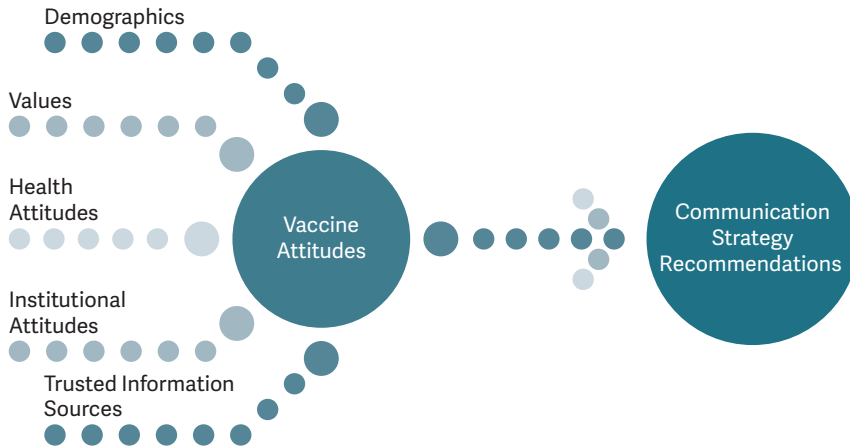 Demographics
Values
Health
Attitudes
Institutional
Attitudes
Trusted Information
Sources
Vaccine
Attitudes
Communication
Strategy
Recommendations